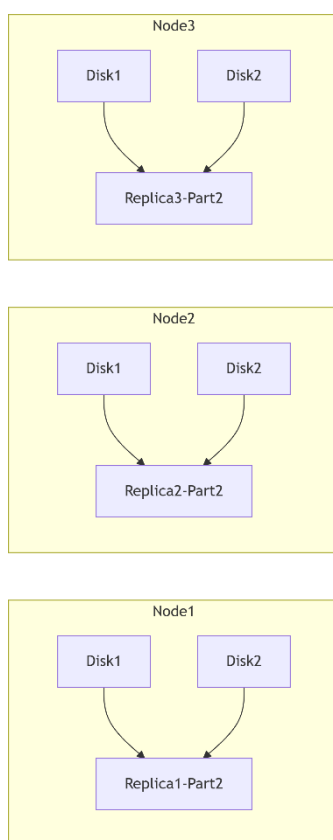 Node3
Disk1
Disk2
Replica3-Part2
Node2
Disk1
Disk2
Replica2-Part2
Node1
Disk1
Disk2
Replica1-Part2